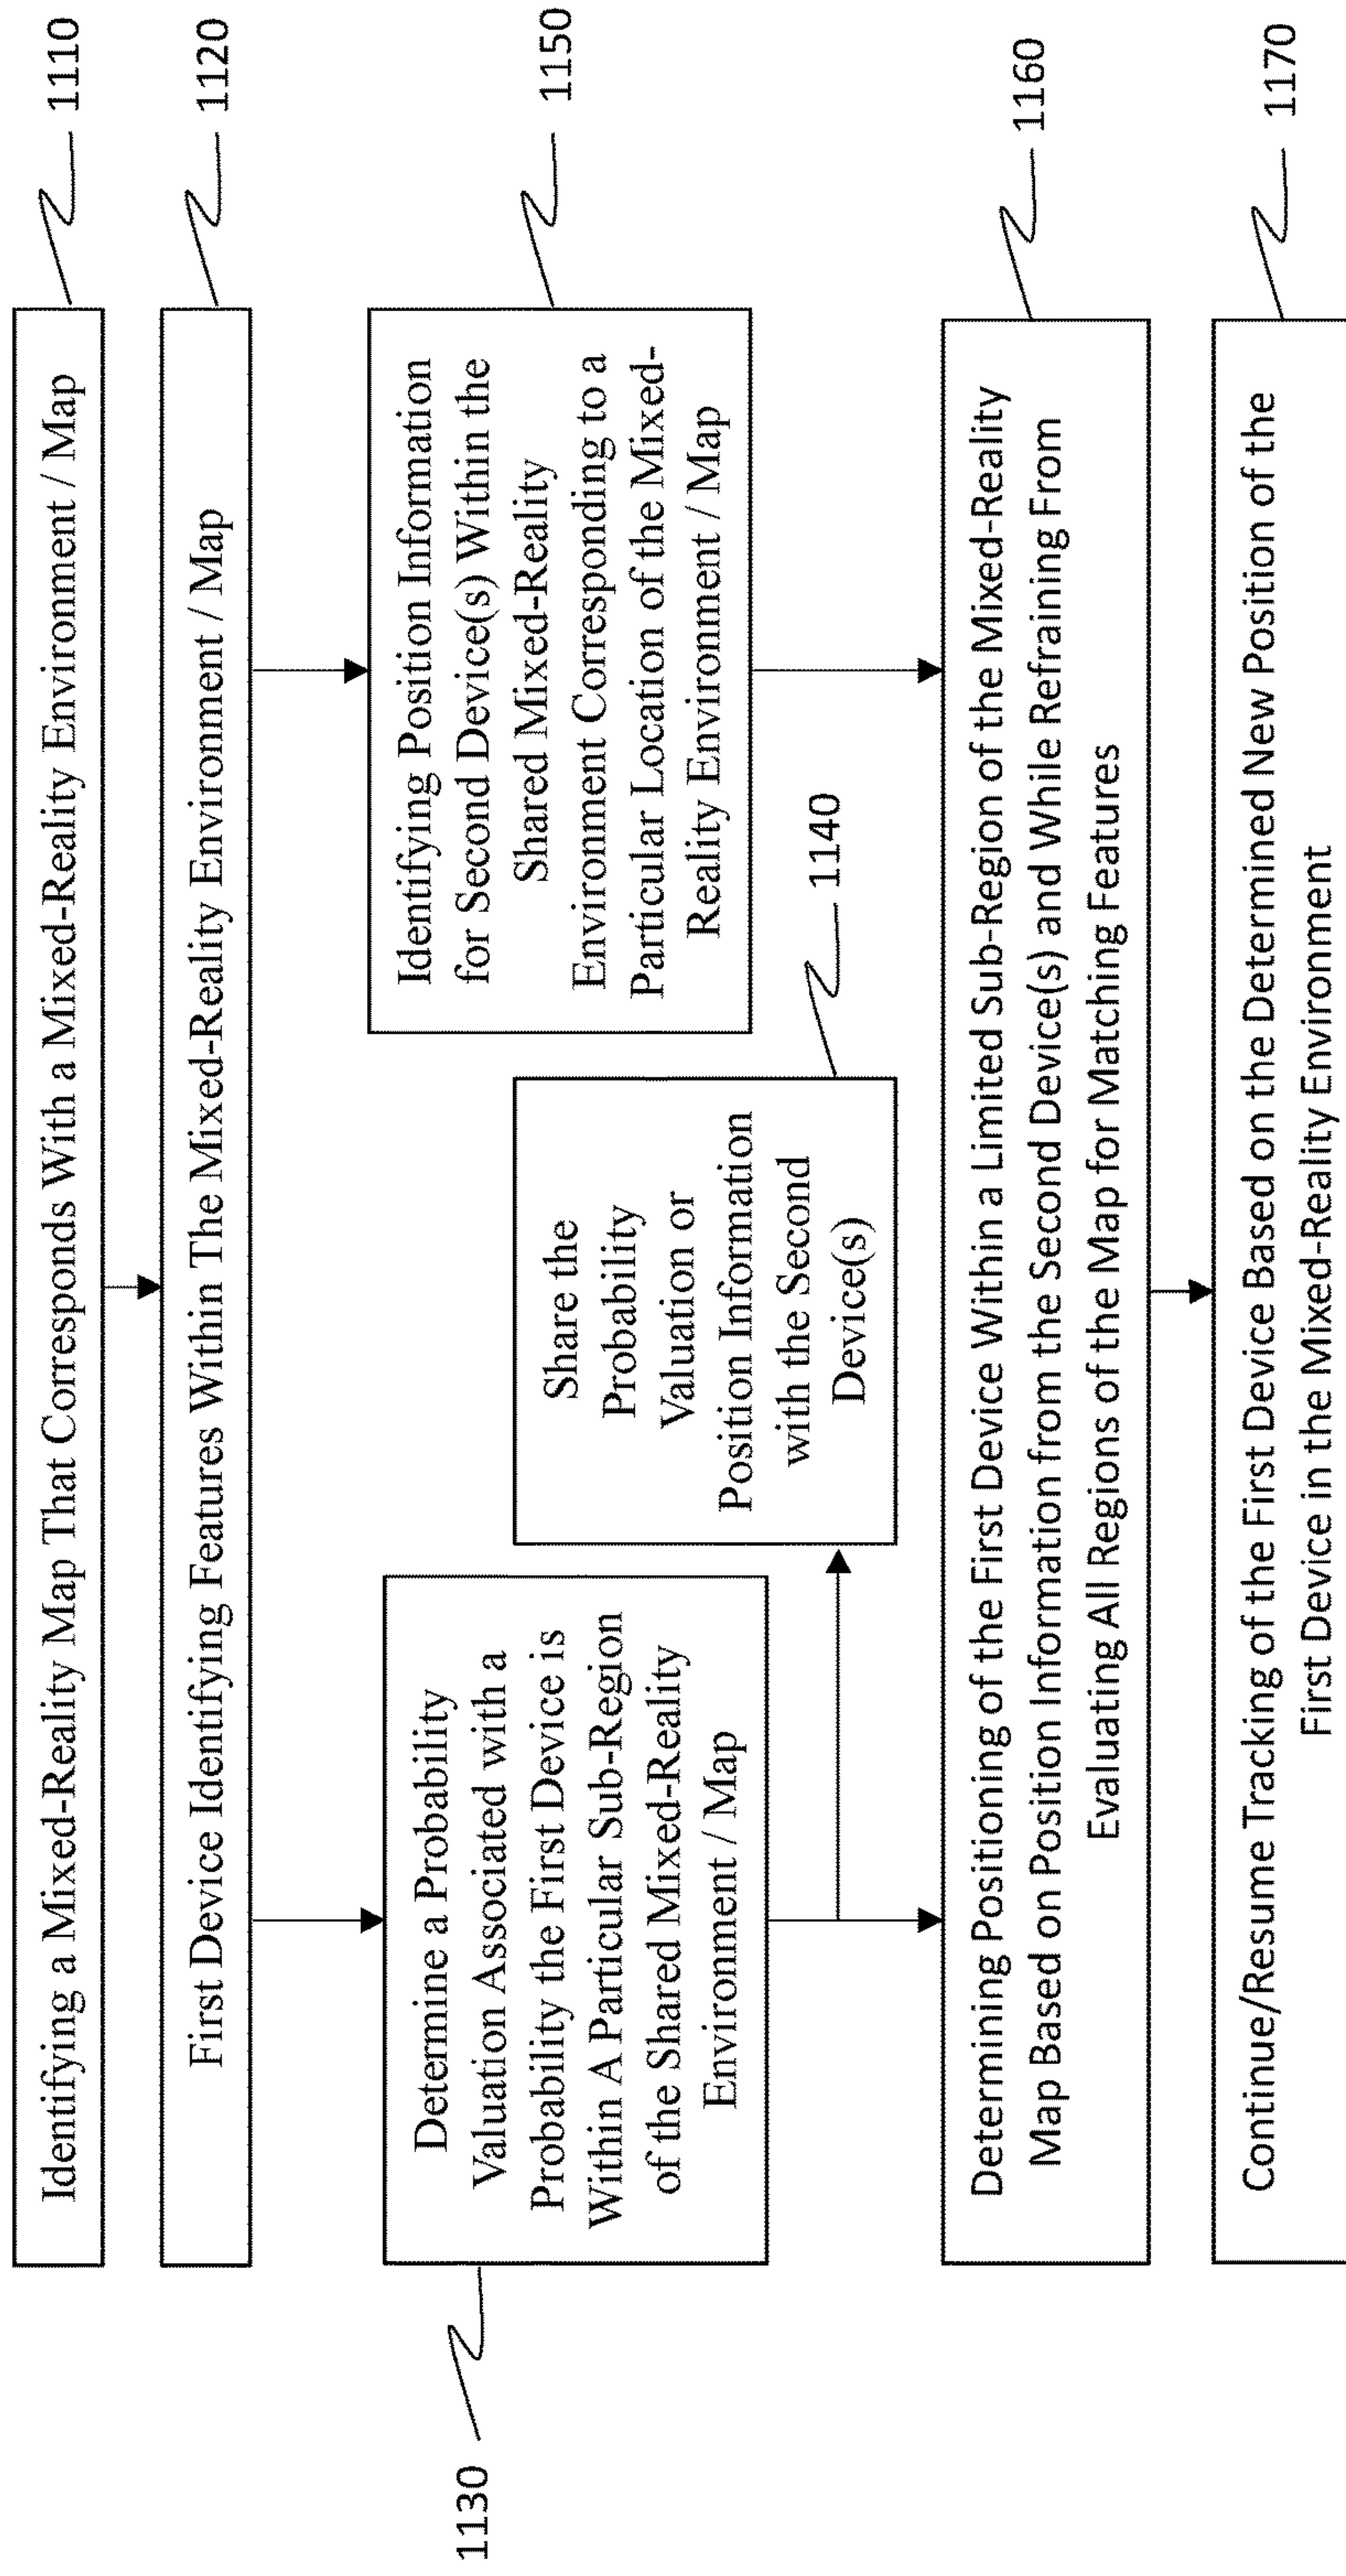 Identifying a Mixed-Reality Map That Corresponds With a Mixed-Reality Environment / Map
1110
First Device Identifying Features Within The Mixed-Reality Environment / Map
1120
1130
Determine a Probability
Valuation Associated with a
Probability the First Device is
Within A Particular Sub-Region
of the Shared Mixed-Reality
Environment / Map
Share the
Probability
Valuation or
Position Information
with the Second
Device(s)
1140
Identifying Position Information
for Second Device(s) Within the
Shared Mixed-Reality
Environment Corresponding to a
Particular Location of the Mixed-
Reality Environment / Map
1150
Determining Positioning of the First Device Within a Limited Sub-Region of the Mixed-Reality
Map Based on Position Information from the Second Device(s) and While Refraining From
Evaluating All Regions of the Map for Matching Features
1160
Continue/Resume Tracking of the First Device Based on the Determined New Position of the
First Device in the Mixed-Reality Environment
1170